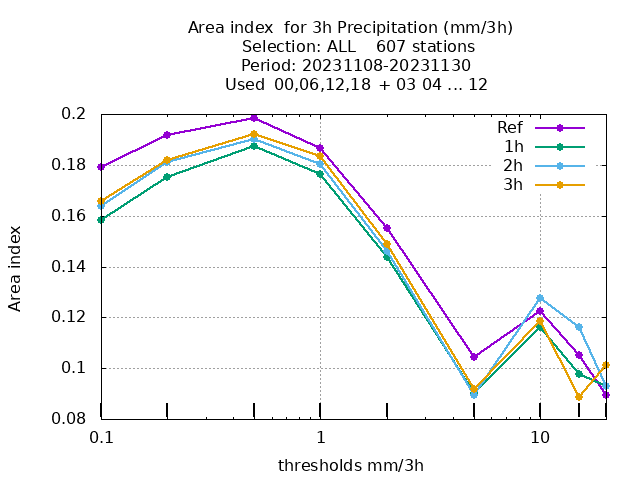 Area index  for 3h Precipitation (mm/3h)
Selection: ALL    607 stations
Period: 20231108-20231130
Used  00,06,12,18  + 03 04 ... 12
Ref
1h
2h
3h
0.2
0.18
0.16
0.14
0.12
0.1
0.08
Area index
0.1
1
10
thresholds mm/3h